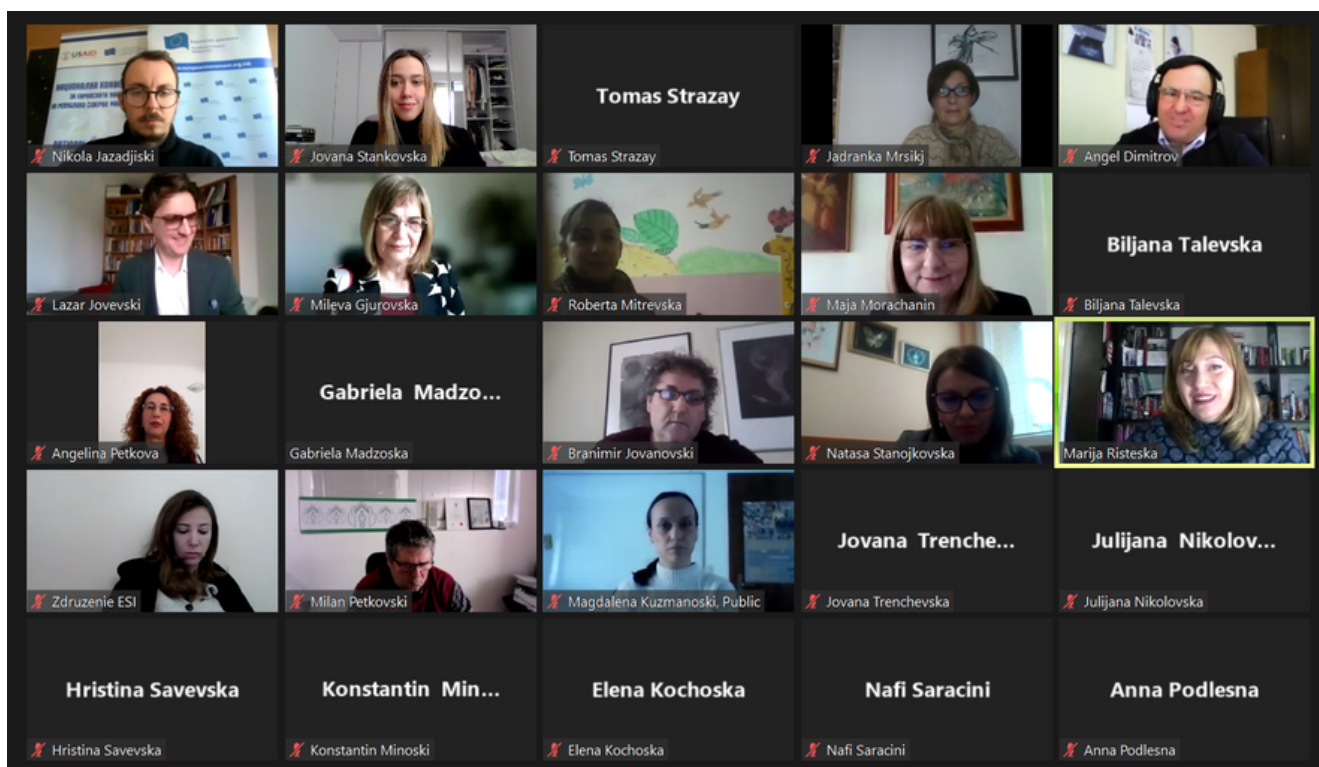 USAID
НАЦИОНАЛНА КОНВ
Nikola Jazadjiski
Jovana Stankovska
Tomas Strazay
Tomas Strazay
Jadranka Mrsikj
Angel Dimitrov
Lazar Jovevski
Mileva Gjurovska
Roberta Mitrevska
Maja Morachanin
Biljana Talevska
Biljana Talevska
Angelina Petkova
Gabriela Madzo...
Gabriela Madzoska
Branimir Jovanovski
Natasa Stanojkovska
Marija Risteska
Zdruzenie ESI
Milan Petkovski
Magdalena Kuzmanoski, Public
Jovana Trenche...
Jovana Trenchevska
Julijana Nikolov...
Julijana Nikolovska
Hristina Savevska
Hristina Savevska
Konstantin Min...
Konstantin Minoski
Elena Kochoska
Elena Kochoska
Nafi Saracini
Nafi Saracini
Anna Podlesna
Anna Podlesna